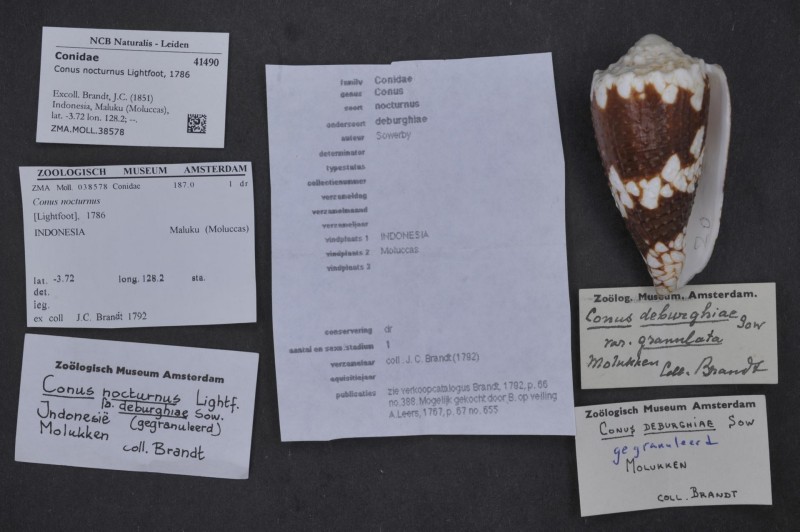 NCB Naturalis - Leiden
Conidae 41490
Conus nocturnus Lightfoot, 1786
Excoll. Brandt, J.C. (1851)
Indonesia, Maluku (Moluccas),
lat. -3.72 lon. 128.2; --.
ZMA.MOLL.38578
ZOOLOGISCH MUSEUM AMSTERDAM
ZMA Moll. 038578 Conidae 187.0 1 dr
Conus nocturnus
[Lightfoot], 1786
INDONESIA Maluku (Moluccas)
lat. -3.72 long. 128.2 sta.
det.
leg.
ex coll J.C. Brandt 1792
Zoölogisch Museum Amsterdam
Conus nocturnus Lightf.
fo. deburghiae Sow.
Indonesië (gegranuleerd)
Molukken
coll. Brandt
family Conidae
genus Conus
soort nocturnus
ondersoort deburghiae
auteur Sowerby
determinator
typestatus
collectienummer
verzameldag
verzamelmaand
verzameljaar
vindplaats 1 INDONESIA
vindplaats 2 Moluccas
vindplaats 3
conservering dr
aantal en sexe/stadium 1
verzamelaar coll. J.C. Brandt (1792)
expeditiejaar
publicaties zie verkoopcatalogus Brandt, 1792, p. 66
no.388. Mogelijk gekocht door B. op veiling
A.Leers, 1767, p. 67 no. 655
20
Zoölog. Museum. Amsterdam.
Conus deburghiae Sow
var. granulata
Molukken Coll. Brandt
Zoölogisch Museum Amsterdam
CONUS DEBURGHIAE SOW
gegranuleerd
MOLUKKEN
COLL. BRANDT